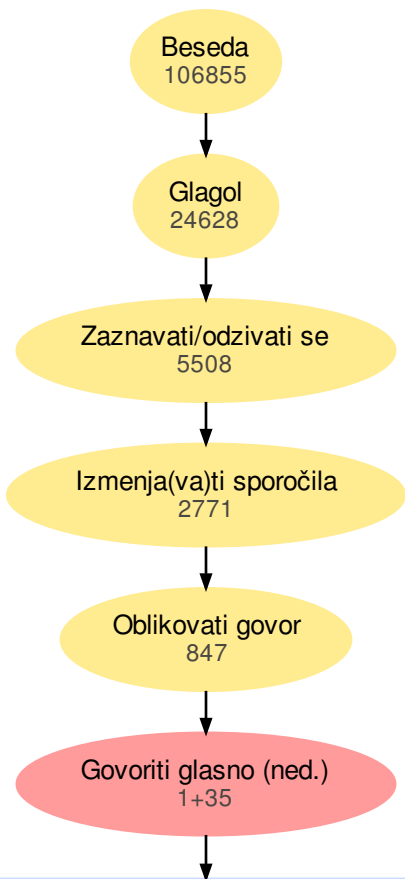 Beseda
106855
Glagol
24628
Zaznavati/odzivati se
5508
Izmenja(va)ti sporočila
2771
Oblikovati govor
847
Govoriti glasno (ned.)
1+35